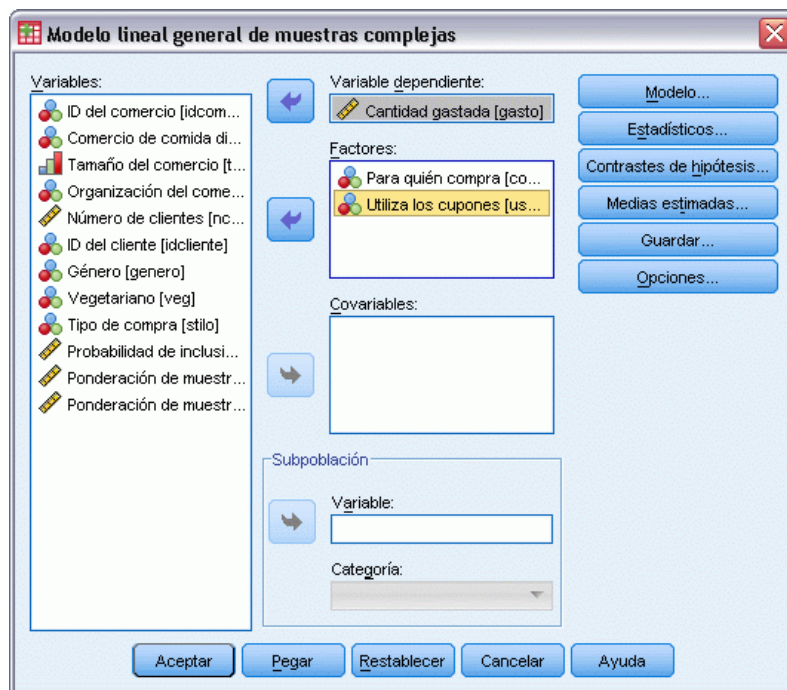 Modelo lineal general de muestras complejas
Variables:
ID del comercio [idcom...
Comercio de comida di...
Tamaño del comercio [t...
Organización del come...
Número de clientes [nc...
ID del cliente [idcliente]
Género [genero]
Vegetariano [veg]
Tipo de compra [stilo]
Probabilidad de inclusi...
Ponderación de muestr...
Ponderación de muestr...
Variable dependiente:
Cantidad gastada [gasto]
Factores:
Para quién compra [co...
Utiliza los cupones [us...
Covariables:
Subpoblación
Variable:
Categoría:
Modelo...
Estadísticos...
Contrastes de hipótesis...
Medias estimadas...
Guardar...
Opciones...
Aceptar
Pegar
Restablecer
Cancelar
Ayuda